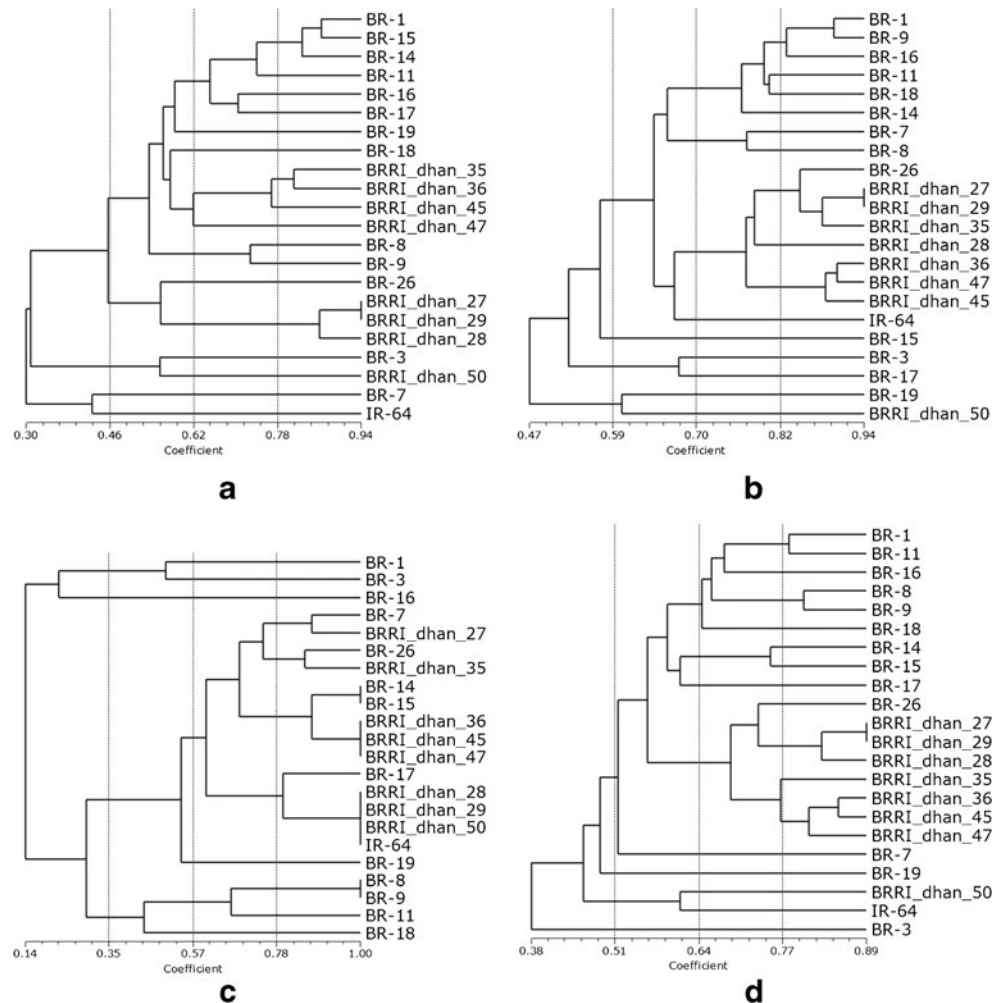 BR-1
BR-15
BR-14
BR-11
BR-16
BR-17
BR-19
BR-18
BRRI_dhan_35
BRRI_dhan_36
BRRI_dhan_45
BRRI_dhan_47
BR-8
BR-9
BR-26
BRRI_dhan_27
BRRI_dhan_29
BRRI_dhan_28
BR-3
BRRI_dhan_50
BR-7
IR-64
0.30 0.46 0.62 0.78 0.94
Coefficient
a
BR-1
BR-9
BR-16
BR-11
BR-18
BR-14
BR-7
BR-8
BR-26
BRRI_dhan_27
BRRI_dhan_29
BRRI_dhan_35
BRRI_dhan_28
BRRI_dhan_36
BRRI_dhan_47
BRRI_dhan_45
IR-64
BR-15
BR-3
BR-17
BR-19
BRRI_dhan_50
0.47 0.59 0.70 0.82 0.94
Coefficient
b
BR-1
BR-3
BR-16
BR-7
BRRI_dhan_27
BR-26
BRRI_dhan_35
BR-14
BR-15
BRRI_dhan_36
BRRI_dhan_45
BRRI_dhan_47
BR-17
BRRI_dhan_28
BRRI_dhan_29
BRRI_dhan_50
IR-64
BR-19
BR-8
BR-9
BR-11
BR-18
0.14 0.35 0.57 0.78 1.00
Coefficient
c
BR-1
BR-11
BR-16
BR-8
BR-9
BR-18
BR-14
BR-15
BR-17
BR-26
BRRI_dhan_27
BRRI_dhan_29
BRRI_dhan_28
BRRI_dhan_35
BRRI_dhan_36
BRRI_dhan_45
BRRI_dhan_47
BR-7
BR-19
BRRI_dhan_50
IR-64
BR-3
0.38 0.51 0.64 0.77 0.89
Coefficient
d